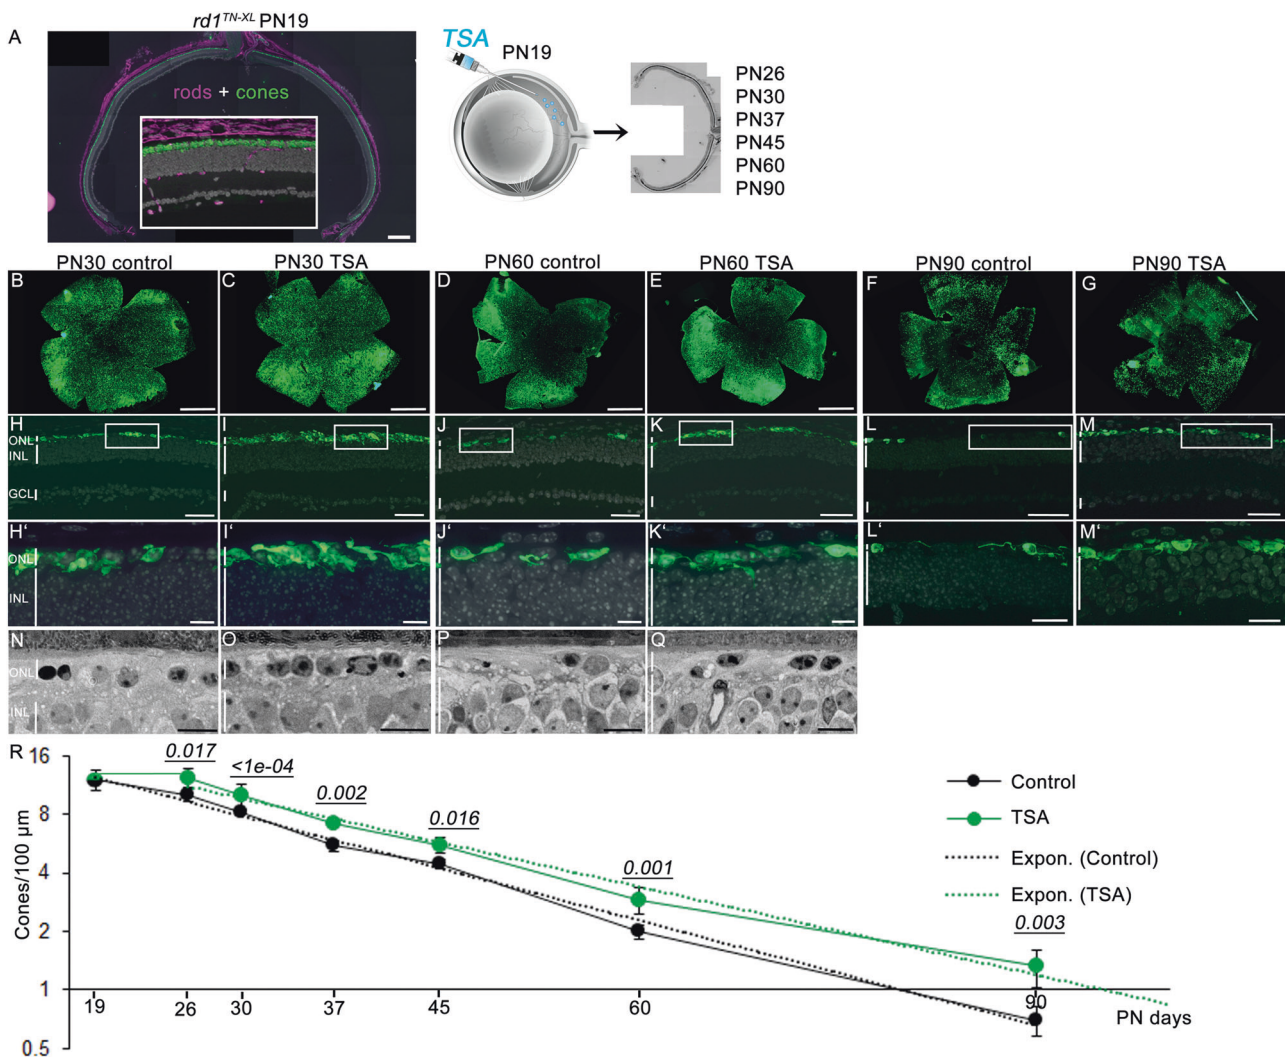 A
rd1TN-XL PN19
rods + cones
TSA
PN19
PN26
PN30
PN37
PN45
PN60
PN90
PN30 control
PN30 TSA
PN60 control
PN60 TSA
PN90 control
PN90 TSA
B
C
D
E
F
G
H
I
J
K
L
M
ONL
INL
GCL
H'
I'
J'
K'
L'
M'
ONL
INL
N
O
P
Q
ONL
INL
R
16
8
4
2
1
0.5
Cones/100 µm
0.017
<1e-04
0.002
0.016
0.001
0.003
Control
TSA
Expon. (Control)
Expon. (TSA)
19
26
30
37
45
60
90
PN days